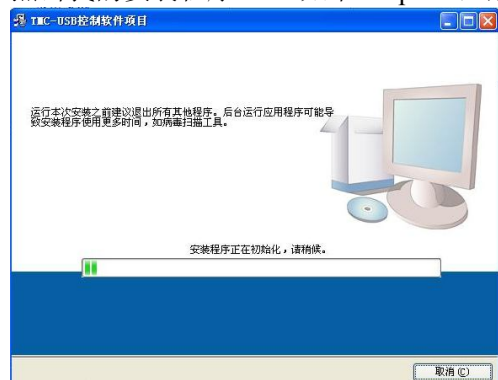 TMC-USB控制软件项目
运行本次安装之前建议退出所有其他程序。后台运行应用程序可能导
致安装程序使用更多时间，如病毒扫描工具。
安装程序正在初始化，请稍候。
取消(C)